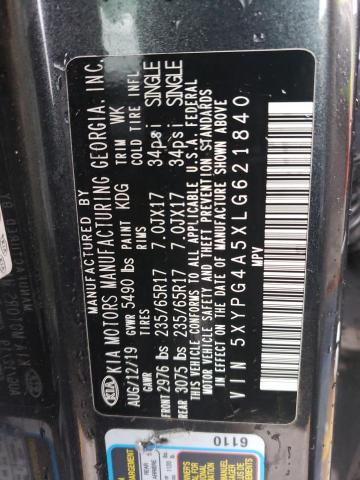 MANUFACTURED BY
KIA KIA MOTORS MANUFACTURING GEORGIA, INC.
AUG/12/19 GVWR 5490 lbs PAINT KDG TRIM WK
GAWR TIRES RIMS COLD TIRE INFL
FRONT 2976 lbs 235/65R17 7.0JX17 34psi SINGLE
REAR 3075 lbs 235/65R17 7.0JX17 34psi SINGLE
THIS VEHICLE CONFORMS TO ALL APPLICABLE U.S.A. FEDERAL
MOTOR VEHICLE SAFETY AND THEFT PREVENTION STANDARDS
IN EFFECT ON THE DATE OF MANUFACTURE SHOWN ABOVE
VIN 5XYPG4A5XLG621840
MPV
6110